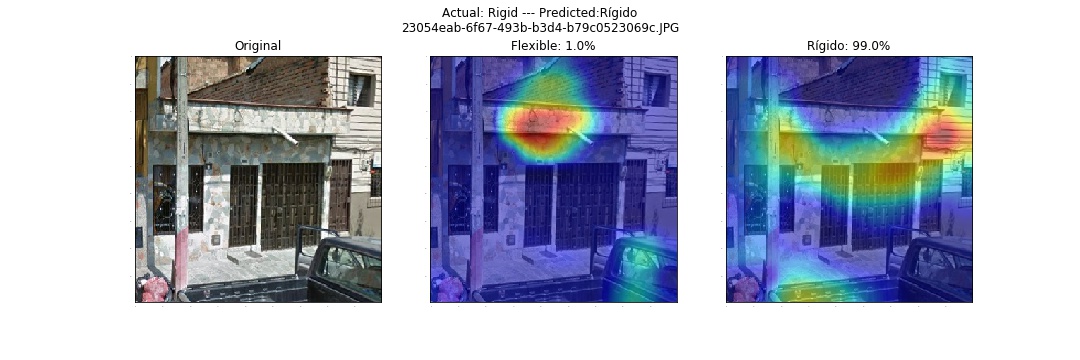 Actual: Rigid --- Predicted:Rígido
23054eab-6f67-493b-b3d4-b79c0523069c.JPG
Original
Flexible: 1.0%
Rígido: 99.0%